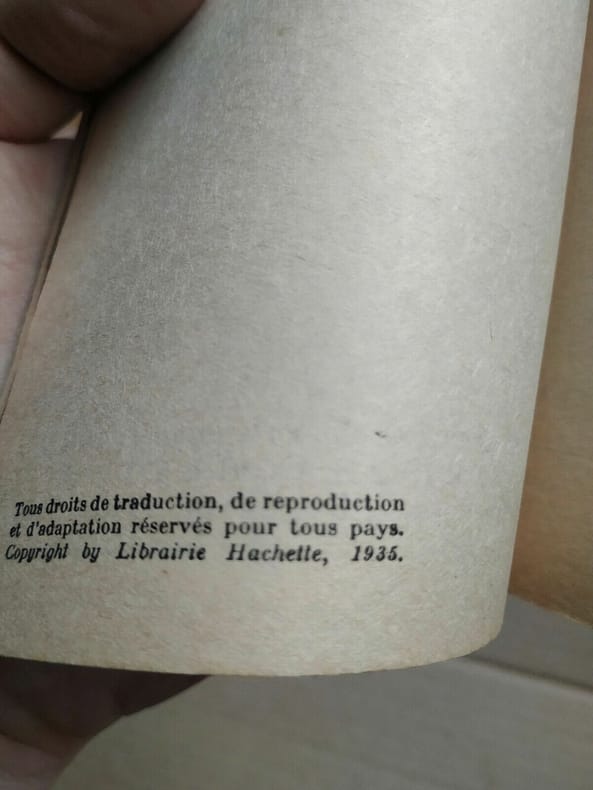 Tous droits de traduction, de reproduction
et d'adaptation réservés pour tous pays.
Copyright by Librairie Hachette, 1935.